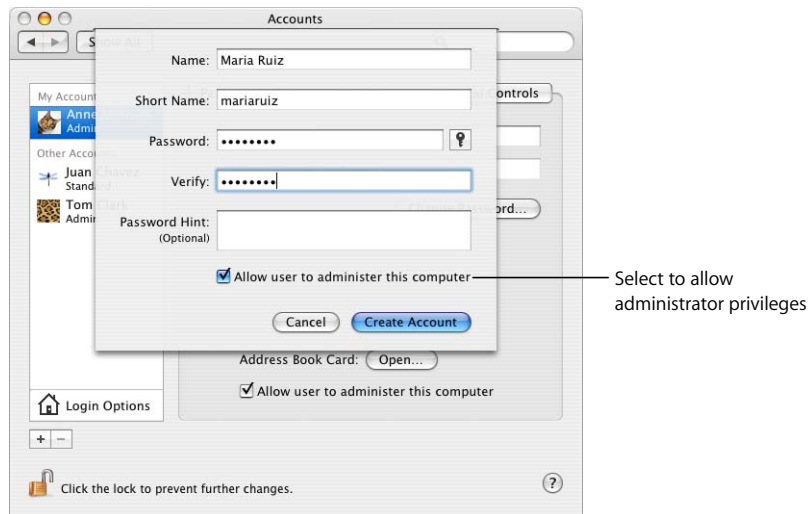 Accounts
Show All
Name: Maria Ruiz
Short Name: mariaruiz
Password: ••••••••
Verify: ••••••••
Password Hint:
(Optional)
Allow user to administer this computer
Select to allow
administrator privileges
Cancel
Create Account
My Account
Anne
Admi
Other Acco
Juan Chavez
Standard
Tom Clark
Admi
Controls
Change Password...
Address Book Card: Open...
Allow user to administer this computer
Login Options
+ −
Click the lock to prevent further changes.
?